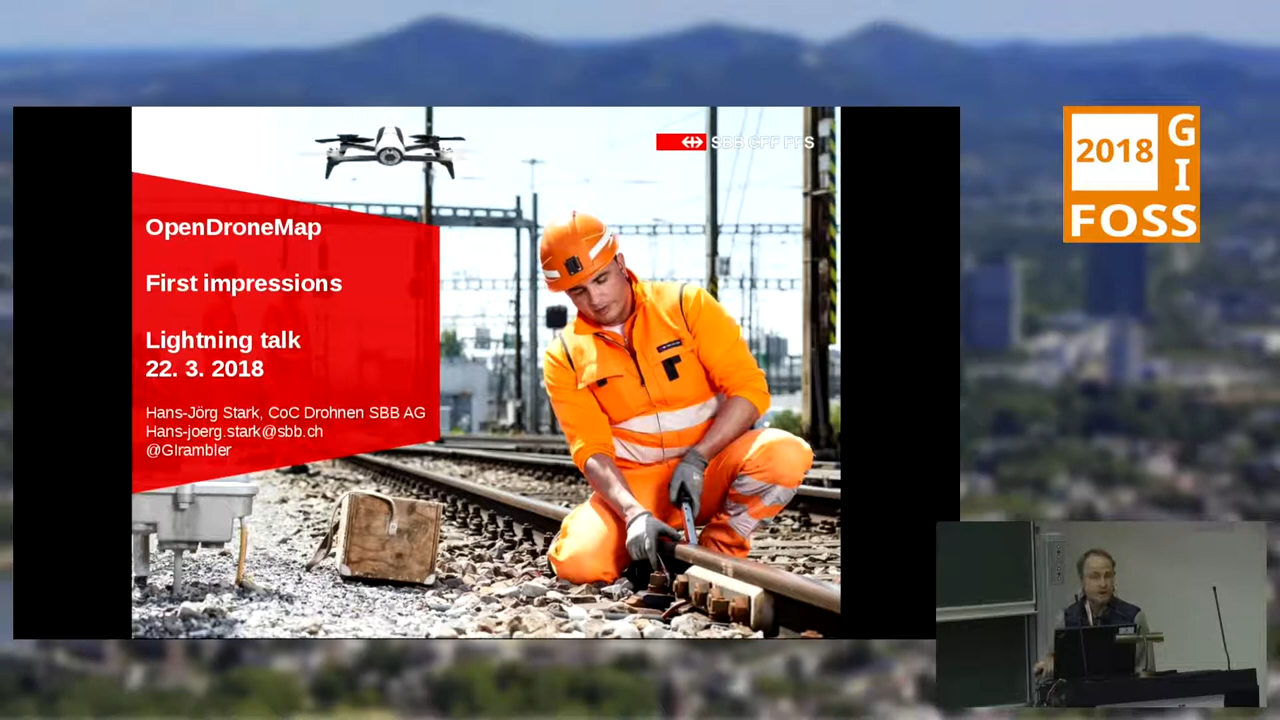 OpenDroneMap
First impressions
Lightning talk
22. 3. 2018
Hans-Jörg Stark, CoC Drohnen SBB AG
Hans-joerg.stark@sbb.ch
@GIrambler
SBB CFF FFS
2018
G
I
FOSS